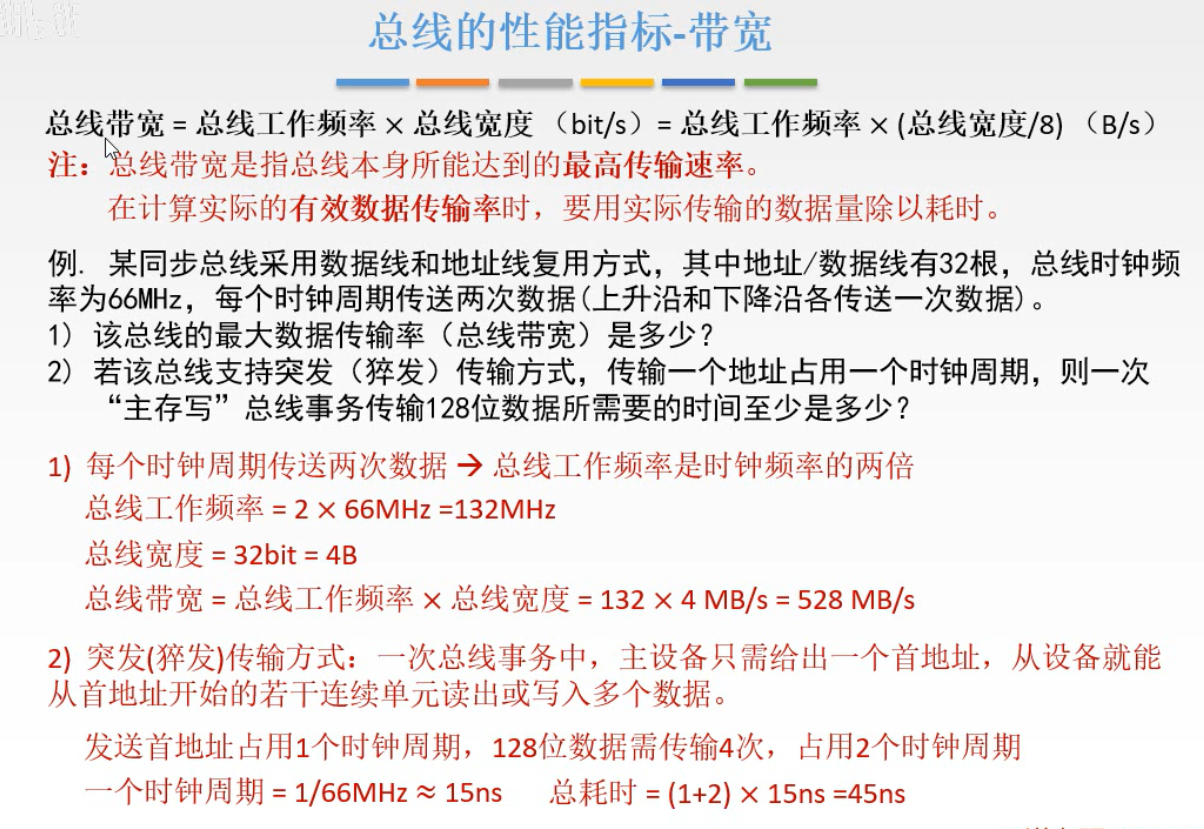 总线的性能指标-带宽
总线带宽 = 总线工作频率 × 总线宽度 （bit/s）= 总线工作频率 × (总线宽度/8) （B/s）
注：总线带宽是指总线本身所能达到的最高传输速率。
在计算实际的有效数据传输率时，要用实际传输的数据量除以耗时。
例. 某同步总线采用数据线和地址线复用方式，其中地址/数据线有32根，总线时钟频
率为66MHz，每个时钟周期传送两次数据(上升沿和下降沿各传送一次数据)。
1) 该总线的最大数据传输率（总线带宽）是多少？
2) 若该总线支持突发（猝发）传输方式，传输一个地址占用一个时钟周期，则一次
“主存写”总线事务传输128位数据所需要的时间至少是多少？
1) 每个时钟周期传送两次数据 → 总线工作频率是时钟频率的两倍
总线工作频率 = 2 × 66MHz =132MHz
总线宽度 = 32bit = 4B
总线带宽 = 总线工作频率 × 总线宽度 = 132 × 4 MB/s = 528 MB/s
2) 突发(猝发)传输方式：一次总线事务中，主设备只需给出一个首地址，从设备就能
从首地址开始的若干连续单元读出或写入多个数据。
发送首地址占用1个时钟周期，128位数据需传输4次，占用2个时钟周期
一个时钟周期 = 1/66MHz ≈ 15ns 总耗时 = (1+2) × 15ns =45ns